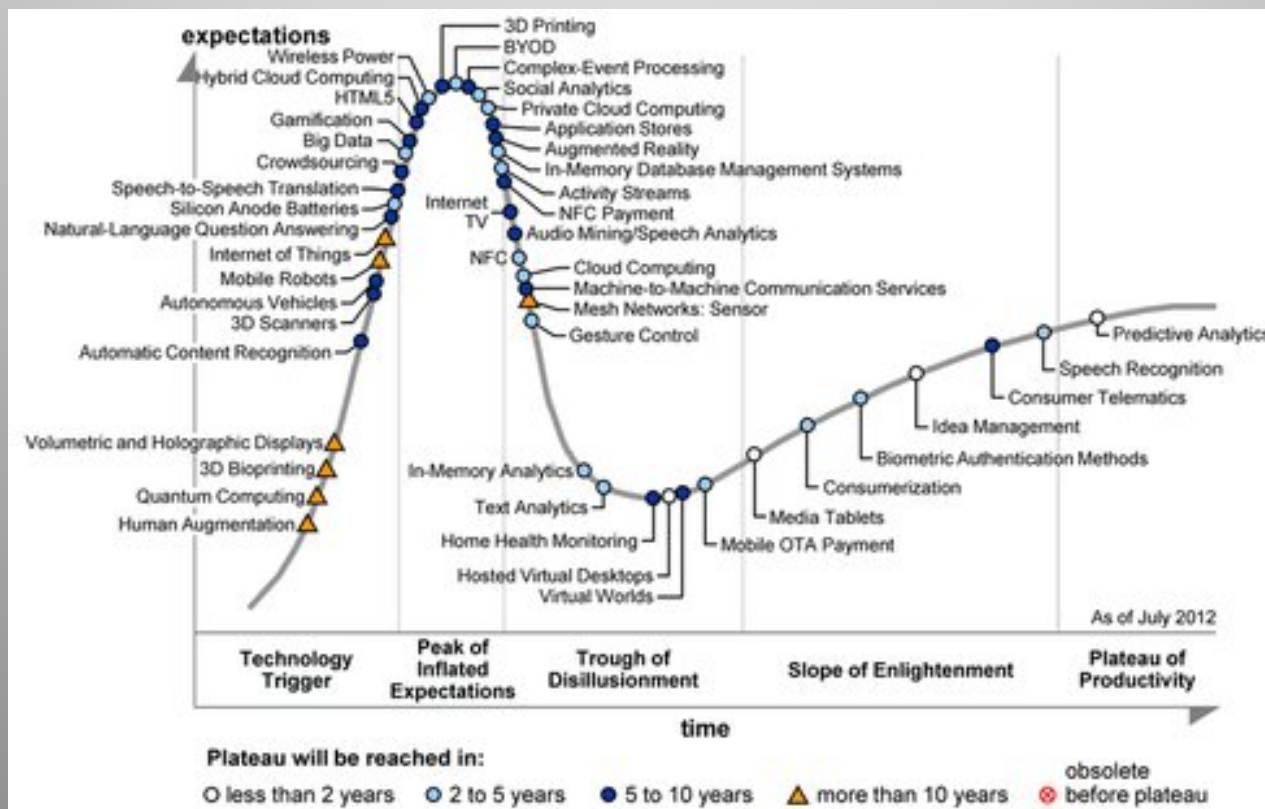 expectations
3D Printing
BYOD
Wireless Power
Complex-Event Processing
Hybrid Cloud Computing
Social Analytics
HTML5
Private Cloud Computing
Gamification
Application Stores
Big Data
Augmented Reality
Crowdsourcing
In-Memory Database Management Systems
Speech-to-Speech Translation
Activity Streams
Silicon Anode Batteries
NFC Payment
Internet
TV
Natural-Language Question Answering
Audio Mining/Speech Analytics
Internet of Things
NFC
Cloud Computing
Mobile Robots
Machine-to-Machine Communication Services
Autonomous Vehicles
Mesh Networks: Sensor
3D Scanners
Gesture Control
Automatic Content Recognition
Predictive Analytics
Speech Recognition
Consumer Telematics
Idea Management
Volumetric and Holographic Displays
Biometric Authentication Methods
3D Bioprinting
In-Memory Analytics
Consumerization
Quantum Computing
Text Analytics
Media Tablets
Human Augmentation
Home Health Monitoring
Mobile OTA Payment
Hosted Virtual Desktops
Virtual Worlds
As of July 2012
Technology
Trigger
Peak of
Inflated
Expectations
Trough of
Disillusionment
Slope of Enlightenment
Plateau of
Productivity
time
Plateau will be reached in:
less than 2 years
2 to 5 years
5 to 10 years
more than 10 years
obsolete
before plateau